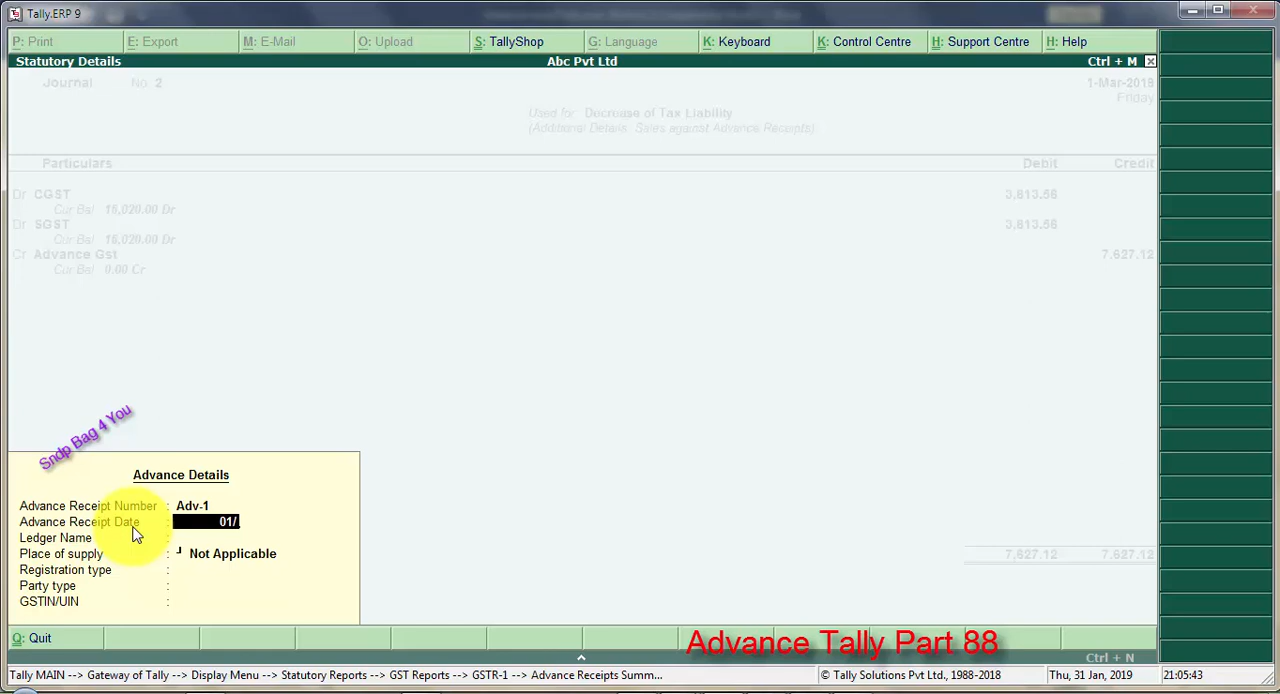 Tally.ERP 9
P: Print E: Export M: E-Mail O: Upload S: TallyShop G: Language K: Keyboard K: Control Centre H: Support Centre H: Help
Statutory Details Abc Pvt Ltd Ctrl + M
Journal No. 2 1-Mar-2018
Friday
Used for: Decrease of Tax Liability
(Additional Details: Sales against Advance Receipts)
Particulars Debit Credit
Dr CGST 3,813.56
Cur Bal: 16,020.00 Dr
Dr SGST 3,813.56
Cur Bal: 16,020.00 Dr
Cr Advance Gst 7,627.12
Cur Bal: 0.00 Cr
Sndp Bag 4 You
Advance Details
Advance Receipt Number : Adv-1
Advance Receipt Date : 01/
Ledger Name :
Place of supply : Not Applicable
Registration type :
Party type :
GSTIN/UIN :
7,627.12 7,627.12
Q: Quit
Advance Tally Part 88
Ctrl + N
Tally MAIN --> Gateway of Tally --> Display Menu --> Statutory Reports --> GST Reports --> GSTR-1 --> Advance Receipts Summ... © Tally Solutions Pvt Ltd., 1988-2018 Thu, 31 Jan, 2019 21:05:43